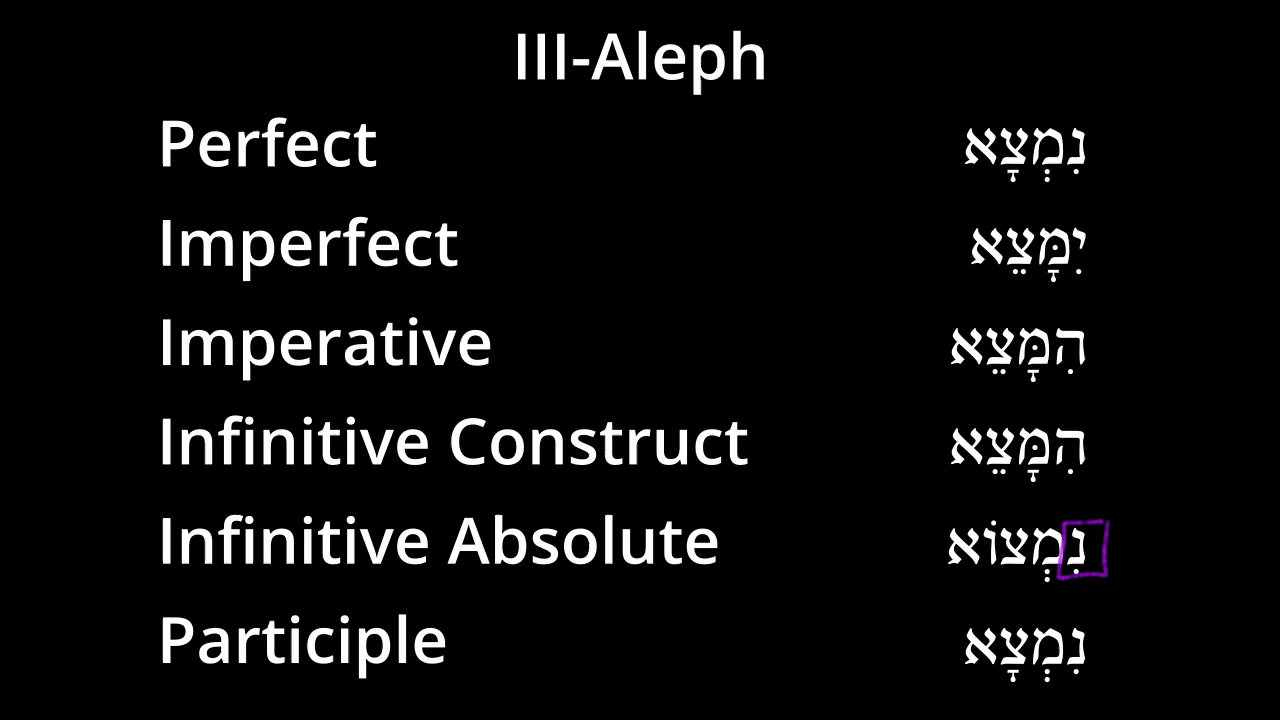 III-Aleph
Perfect נִמְצָא
Imperfect יִמָּצֵא
Imperative הִמָּצֵא
Infinitive Construct הִמָּצֵא
Infinitive Absolute נִמְצוֹא
Participle נִמְצָא